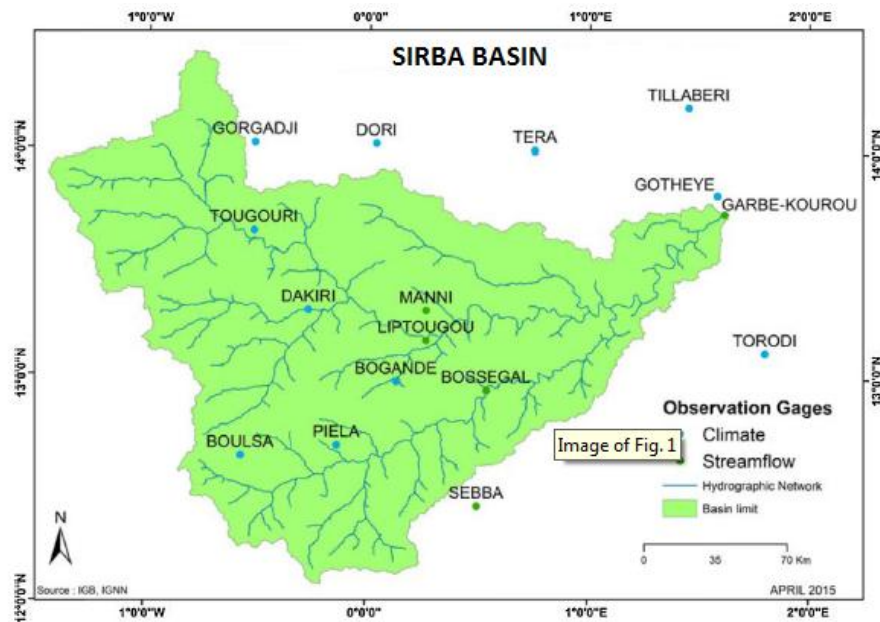 1°0'0"W 0°0'0" 1°0'0"E 2°0'0"E
SIRBA BASIN
TILLABERI
GORGADJI DORI TERA
14°0'0"N 14°0'0"N
GOTHEYE
GARBE-KOUROU
TOUGOURI
DAKIRI MANNI
LIPTOUGOU
TORODI
BOGANDE BOSSEGAL
13°0'0"N 13°0'0"N
Observation Gages
Climate
Streamflow
Hydrographic Network
Basin limit
Image of Fig. 1
BOULSA PIELA
SEBBA
N
0 35 70 Km
Source : IGB, IGNN
APRIL 2015
12°0'0"N
1°0'0"W 0°0'0" 1°0'0"E 2°0'0"E